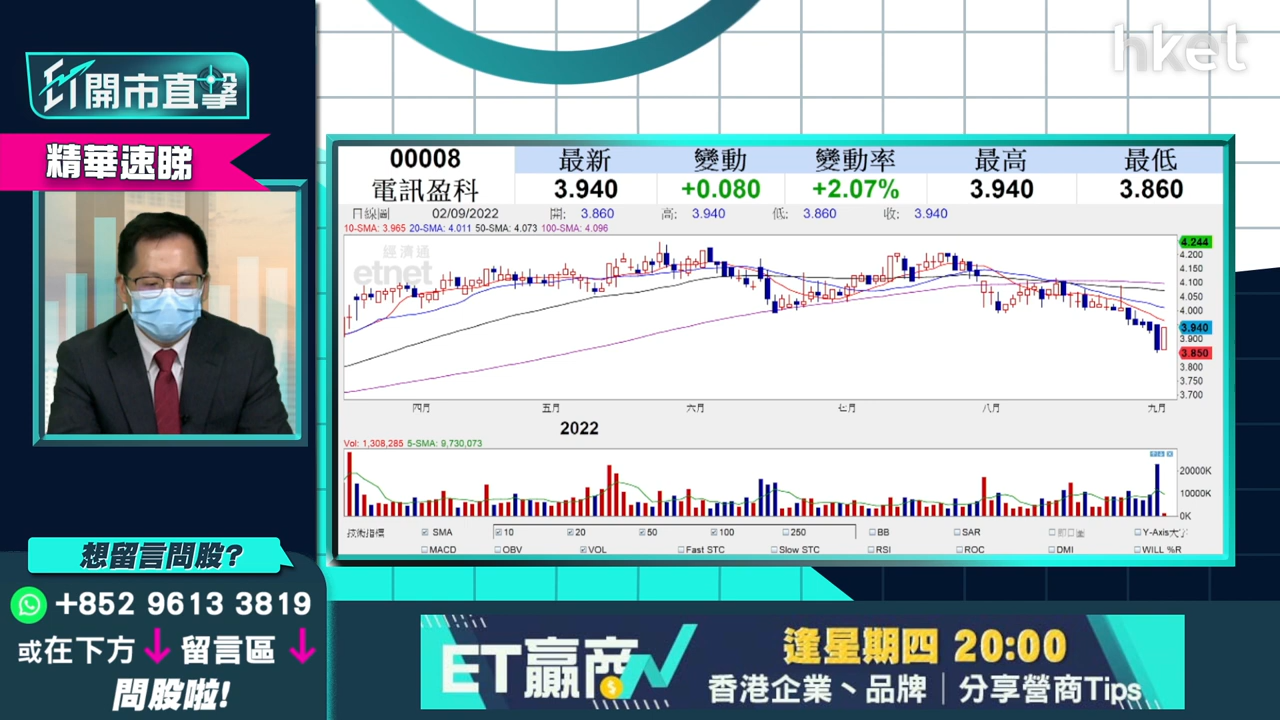 hket
ET開市直擊
精華速睇
00008 最新 變動 變動率 最高 最低
電訊盈科 3.940 +0.080 +2.07% 3.940 3.860
日線圖 02/09/2022 開: 3.860 高: 3.940 低: 3.860 收: 3.940
10-SMA: 3.965 20-SMA: 4.011 50-SMA: 4.073 100-SMA: 4.096
經濟通
etnet
4.244
4.200
4.150
4.100
4.050
4.000
3.940
3.900
3.850
3.800
3.750
3.700
四月 五月 六月 七月 八月 九月
2022
Vol: 1,308,285 5-SMA: 9,730,073
20000K
10000K
0K
技術指標 SMA 10 20 50 100 250 BB SAR Y-Axis大字
MACD OBV VOL Fast STC Slow STC RSI ROC DMI WILL %R
想留言問股?
+852 9613 3819
或在下方 留言區
問股啦!
ET贏商
逢星期四 20:00
香港企業、品牌｜分享營商Tips